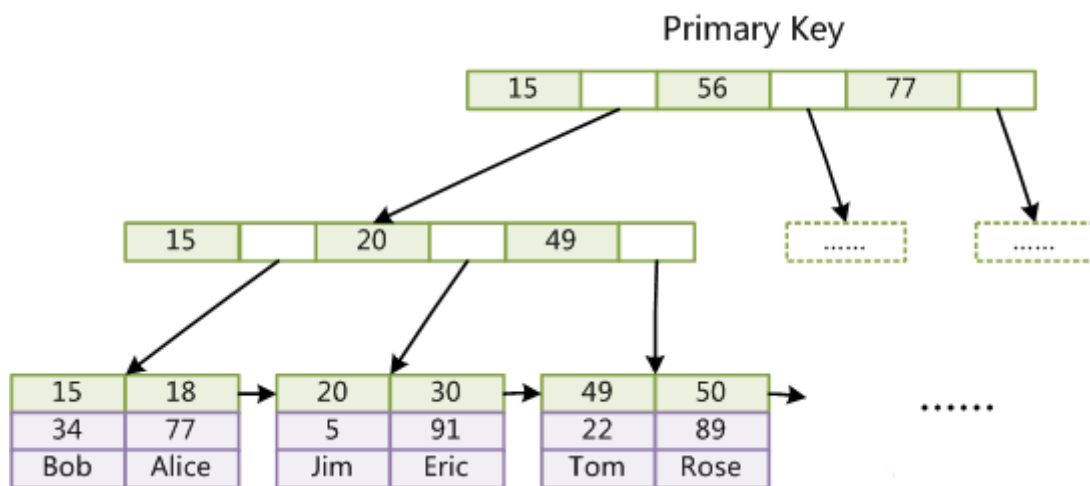 Primary Key
15 56 77
15 20 49
...... ......
15 18 20 30 49 50
34 77 5 91 22 89
Bob Alice Jim Eric Tom Rose
......